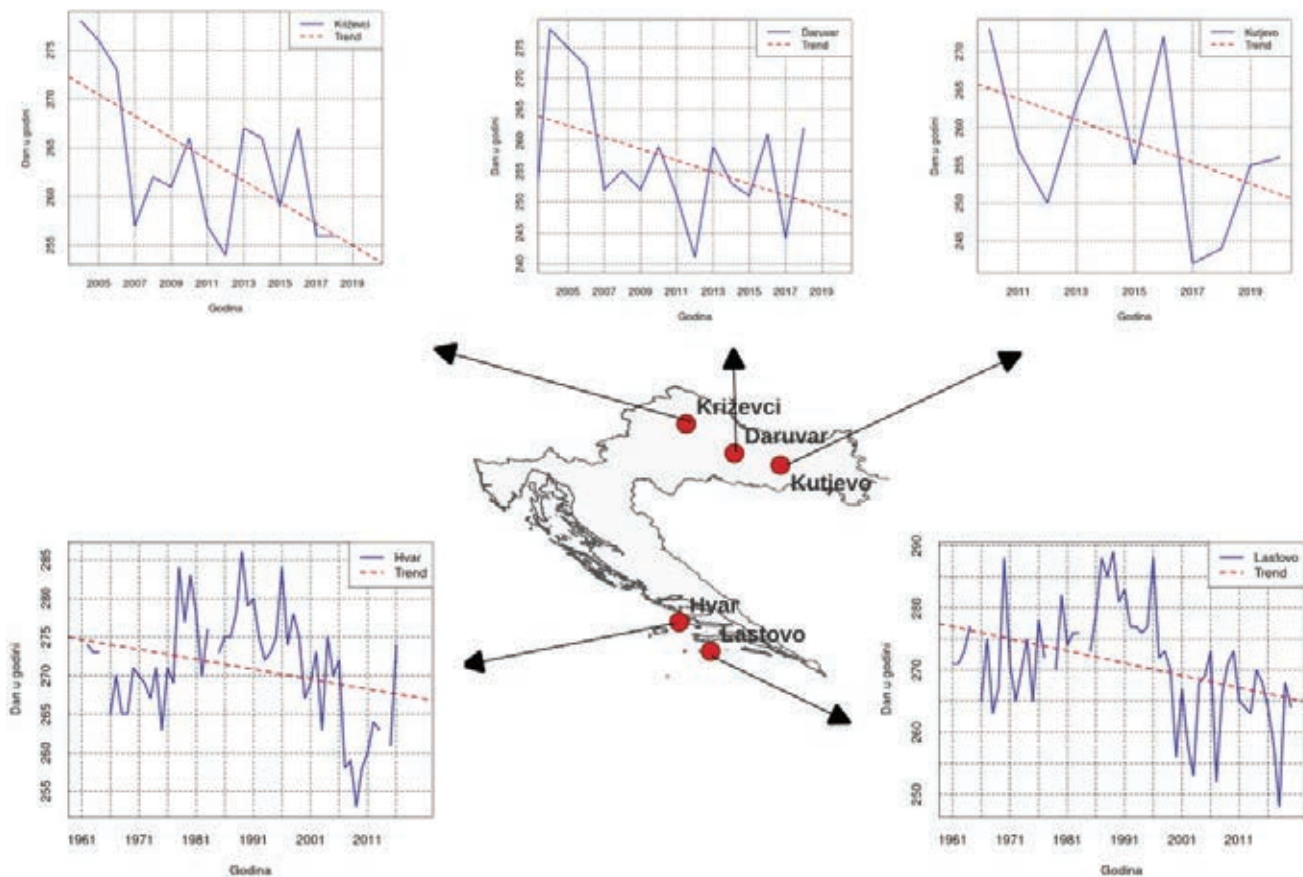 Križevci
Trend
275
270
265
260
255
Dan u godini
2005 2007 2009 2011 2013 2015 2017 2019
Godina
Daruvar
Trend
275
270
265
260
255
250
245
240
Dan u godini
2005 2007 2009 2011 2013 2015 2017 2019
Godina
Kutjevo
Trend
270
265
260
255
250
245
Dan u godini
2011 2013 2015 2017 2019
Godina
Križevci
Daruvar
Kutjevo
Hvar
Lastovo
Hvar
Trend
285
280
275
270
265
260
255
Dan u godini
1961 1971 1981 1991 2001 2011
Godina
Lastovo
Trend
290
280
270
260
250
Dan u godini
1961 1971 1981 1991 2001 2011
Godina